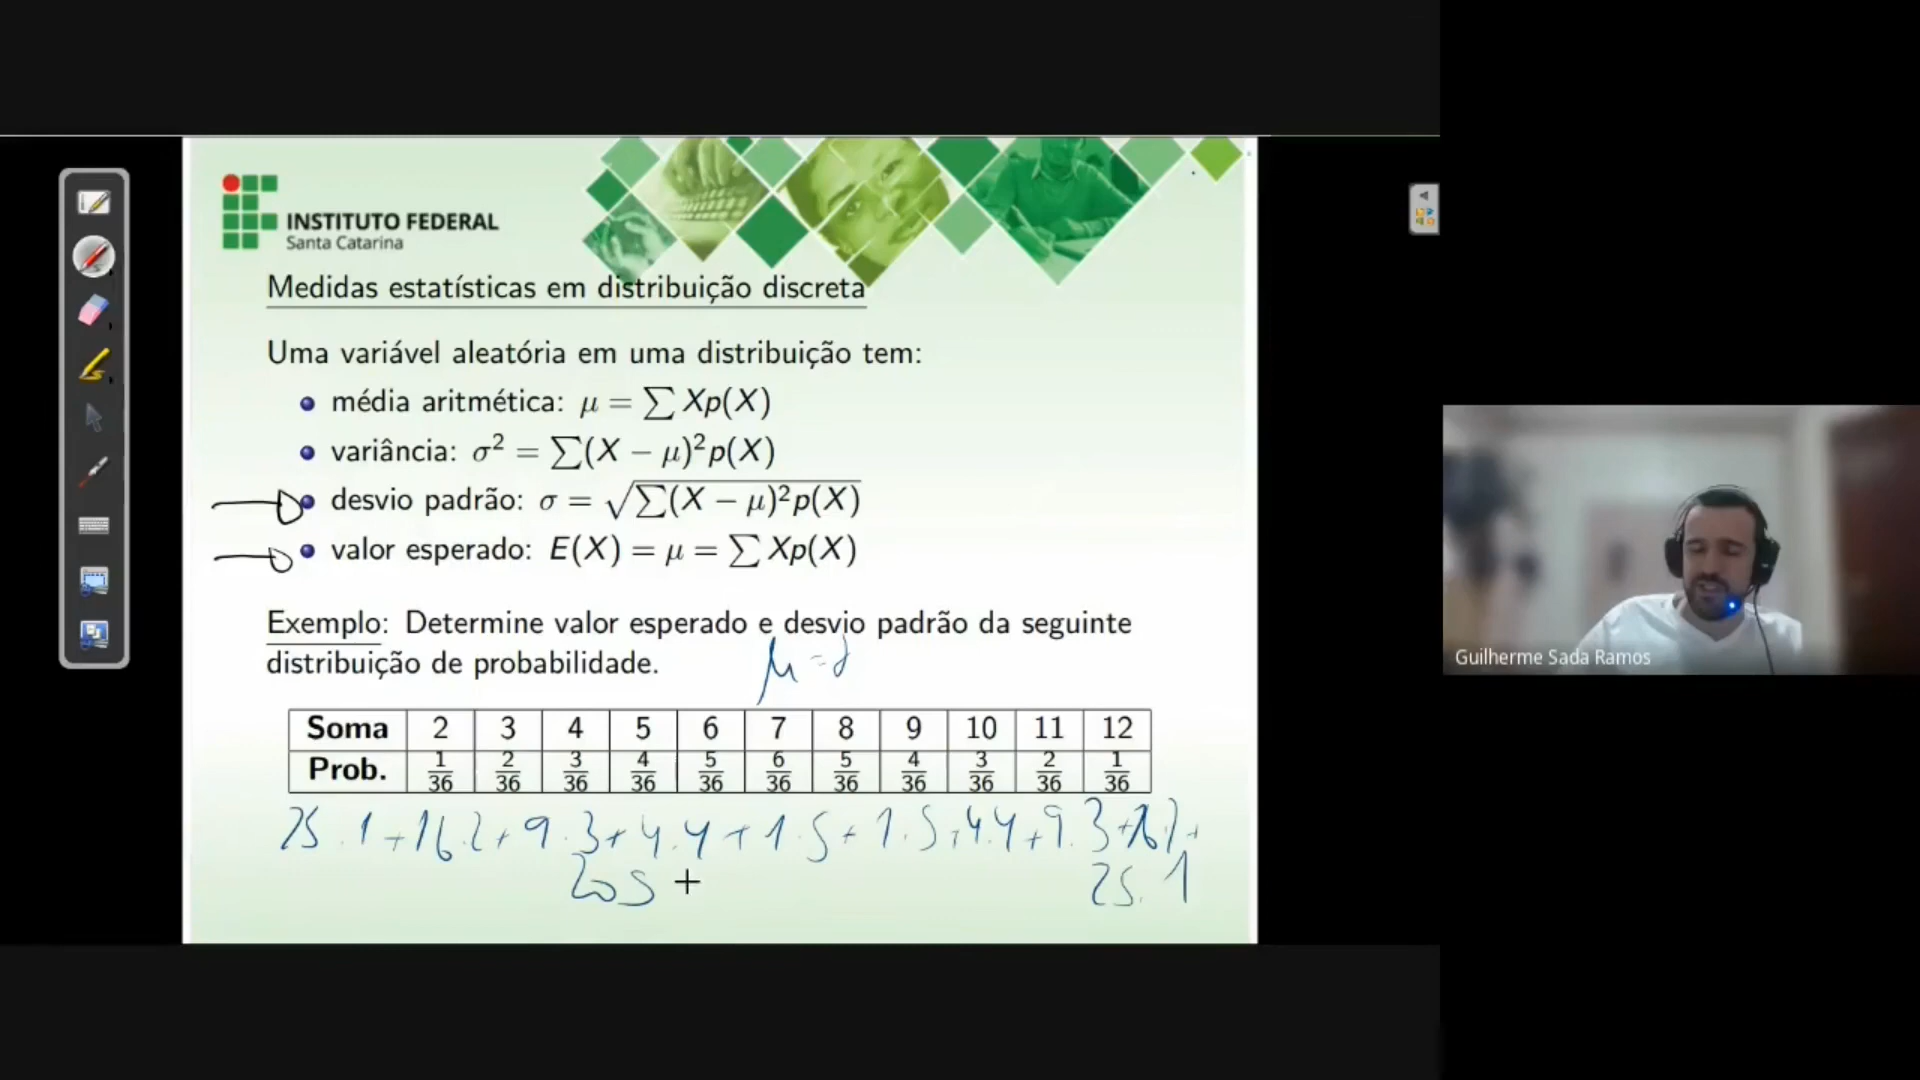 INSTITUTO FEDERAL
Santa Catarina
Medidas estatísticas em distribuição discreta
Uma variável aleatória em uma distribuição tem:
média aritmética: μ = ∑ Xp(X)
variância: σ² = ∑(X − μ)²p(X)
desvio padrão: σ = √∑(X − μ)²p(X)
valor esperado: E(X) = μ = ∑ Xp(X)
Exemplo: Determine valor esperado e desvio padrão da seguinte
distribuição de probabilidade.
μ =
Soma 2 3 4 5 6 7 8 9 10 11 12
Prob. 1/36 2/36 3/36 4/36 5/36 6/36 5/36 4/36 3/36 2/36 1/36
25.1+16.2+9.3+4.4+1.5+1.5+4.4+9.3+16.2+
205 25.1
Guilherme Sada Ramos